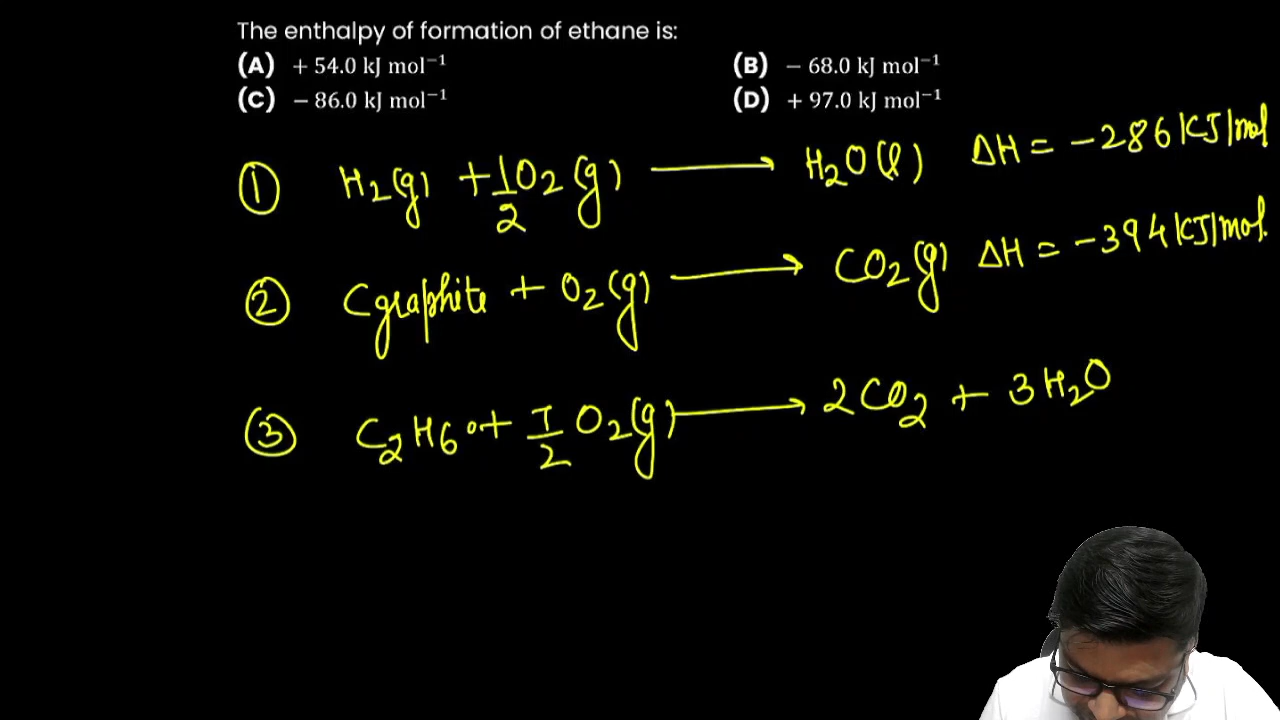 The enthalpy of formation of ethane is:
(A) + 54.0 kJ mol⁻¹ (B) − 68.0 kJ mol⁻¹
(C) − 86.0 kJ mol⁻¹ (D) + 97.0 kJ mol⁻¹
① H₂(g) + 1/2 O₂(g) ⟶ H₂O(l) ΔH = −286 KJ/mol
② Cgraphite + O₂(g) ⟶ CO₂(g) ΔH = −394 KJ/mol.
③ C₂H₆ + 7/2 O₂(g) ⟶ 2CO₂ + 3H₂O